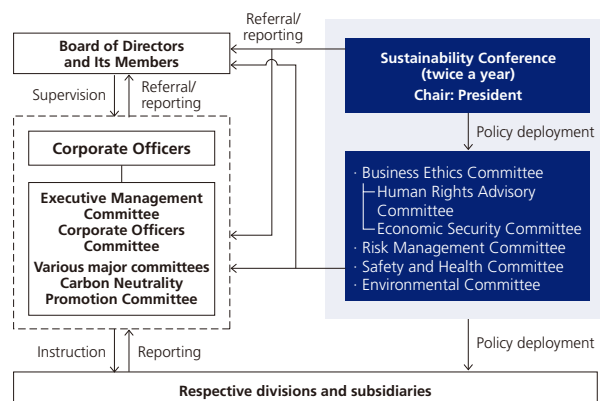 Referral/
reporting
Board of Directors
and Its Members
Sustainability Conference
(twice a year)
Chair: President
Supervision
Referral/
reporting
Policy deployment
Corporate Officers
Executive Management
Committee
Corporate Officers
Committee
Various major committees
Carbon Neutrality
Promotion Committee
· Business Ethics Committee
Human Rights Advisory
Committee
Economic Security Committee
· Risk Management Committee
· Safety and Health Committee
· Environmental Committee
Instruction
Reporting
Policy deployment
Respective divisions and subsidiaries